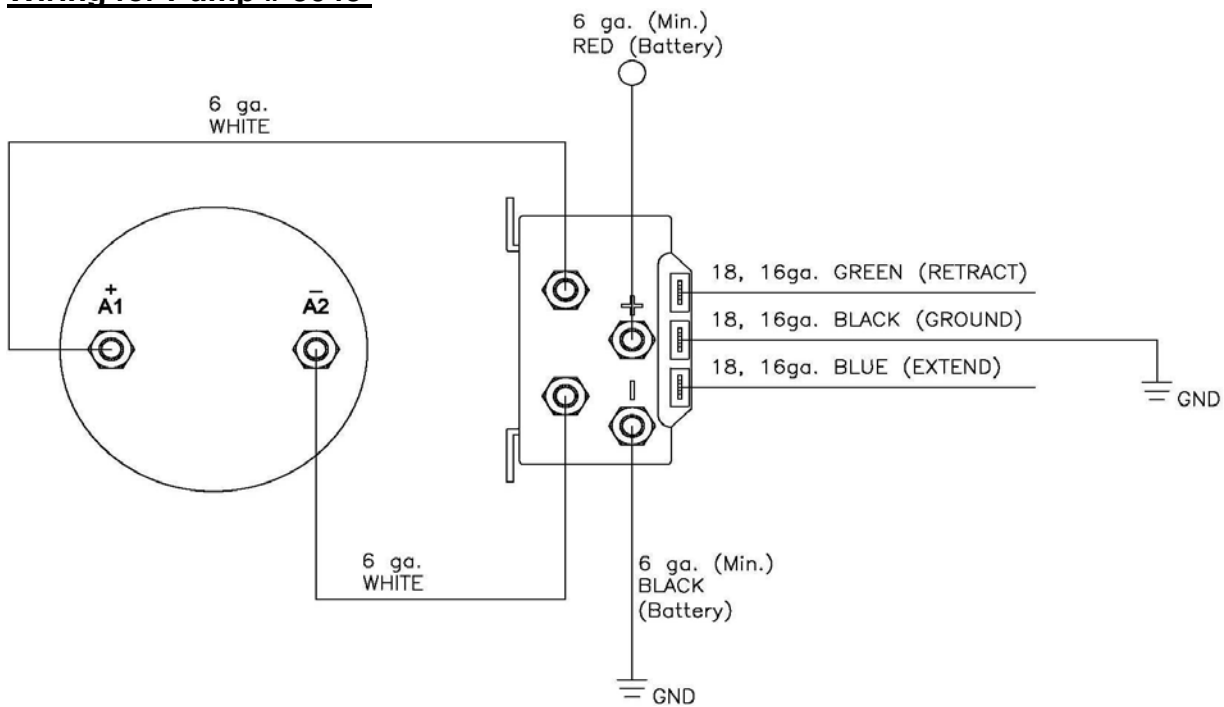 6 ga. (Min.)
RED (Battery)
6 ga.
WHITE
+
A1
–
A2
+
–
18, 16ga. GREEN (RETRACT)
18, 16ga. BLACK (GROUND)
18, 16ga. BLUE (EXTEND)
GND
6 ga.
WHITE
6 ga. (Min.)
BLACK
(Battery)
GND